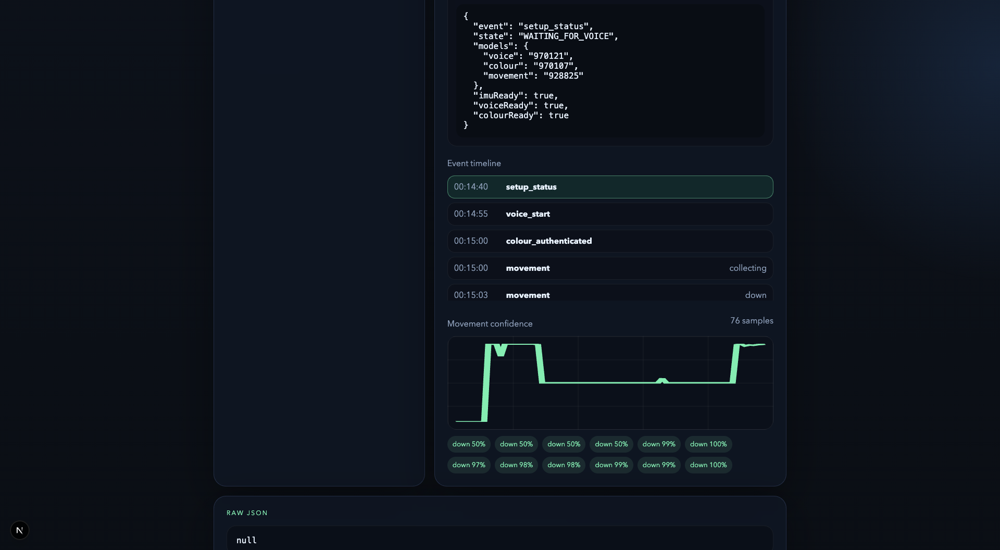 {
  "event": "setup_status",
  "state": "WAITING_FOR_VOICE",
  "models": {
    "voice": "970121",
    "colour": "970107",
    "movement": "928825"
  },
  "imuReady": true,
  "voiceReady": true,
  "colourReady": true
}
Event timeline
00:14:40 setup_status
00:14:55 voice_start
00:15:00 colour_authenticated
00:15:00 movement collecting
00:15:03 movement down
Movement confidence 76 samples
down 50% down 50% down 50% down 50% down 99% down 100%
down 97% down 98% down 98% down 99% down 99% down 100%
RAW JSON
N
null